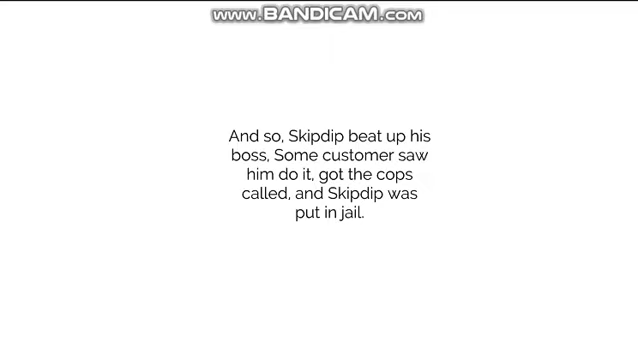 www.BANDICAM.com
And so, Skipdip beat up his
boss, Some customer saw
him do it, got the cops
called, and Skipdip was
put in jail.